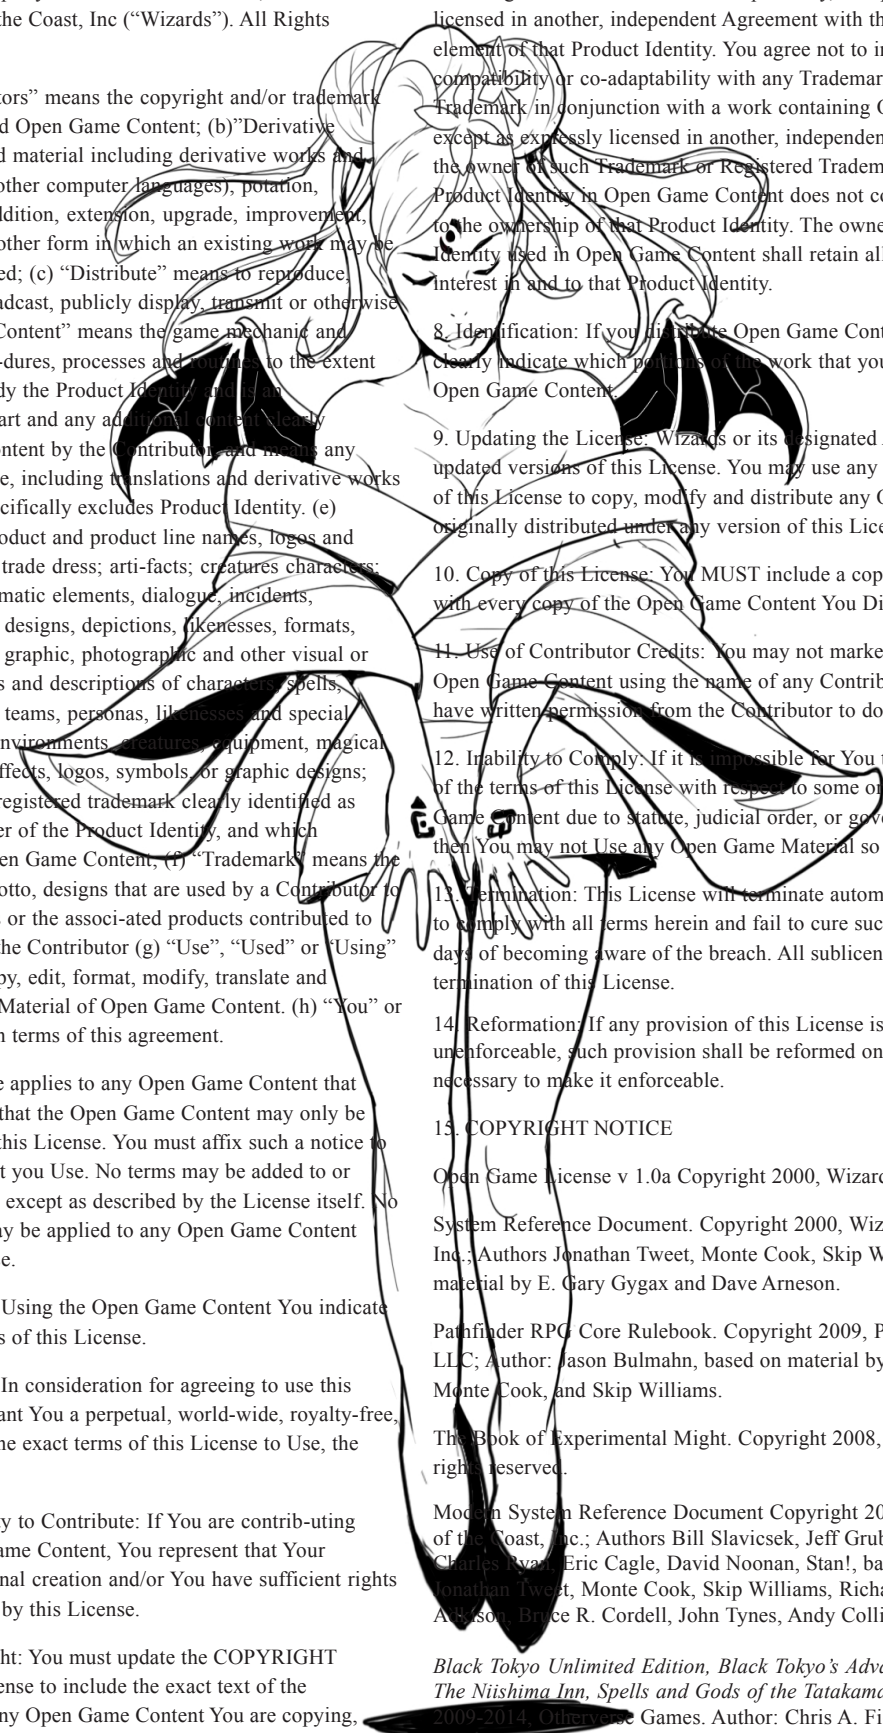 the Coast, Inc (“Wizards”). All Rights
tors” means the copyright and/or trademark
d Open Game Content; (b)”Derivative
d material including derivative works and
other computer languages), potation,
ddition, extension, upgrade, improvement,
other form in which an existing work may be
ed; (c) “Distribute” means to reproduce,
adcast, publicly display, transmit or otherwise
Content” means the game mechanic and
-dures, processes and routines to the extent
dy the Product Identity and is an
art and any additional content clearly
ontent by the Contributor, and means any
e, including translations and derivative works
ecifically excludes Product Identity. (e)
oduct and product line names, logos and
trade dress; arti-facts; creatures characters;
matic elements, dialogue, incidents,
designs, depictions, likenesses, formats,
graphic, photographic and other visual or
s and descriptions of characters, spells,
teams, personas, likenesses and special
nvironments, creatures, equipment, magical
ffects, logos, symbols, or graphic designs;
registered trademark clearly identified as
er of the Product Identity, and which
en Game Content; (f) “Trademark” means the
otto, designs that are used by a Contributor to
s or the associ-ated products contributed to
the Contributor (g) “Use”, “Used” or “Using”
py, edit, format, modify, translate and
Material of Open Game Content. (h) “You” or
n terms of this agreement.
e applies to any Open Game Content that
that the Open Game Content may only be
this License. You must affix such a notice to
t you Use. No terms may be added to or
except as described by the License itself. No
ay be applied to any Open Game Content
e.
Using the Open Game Content You indicate
s of this License.
In consideration for agreeing to use this
ant You a perpetual, world-wide, royalty-free,
he exact terms of this License to Use, the
ty to Contribute: If You are contrib-uting
ame Content, You represent that Your
nal creation and/or You have sufficient rights
by this License.
ht: You must update the COPYRIGHT
ense to include the exact text of the
ny Open Game Content You are copying,
licensed in another, independent Agreement with th
element of that Product Identity. You agree not to in
compatibility or co-adaptability with any Trademar
Trademark in conjunction with a work containing O
except as expressly licensed in another, independen
the owner of such Trademark or Registered Tradem
Product Identity in Open Game Content does not co
to the ownership of that Product Identity. The owne
Identity used in Open Game Content shall retain all
interest in and to that Product Identity.
8. Identification: If you distribute Open Game Cont
clearly indicate which portions of the work that you
Open Game Content.
9. Updating the License: Wizards or its designated A
updated versions of this License. You may use any
of this License to copy, modify and distribute any O
originally distributed under any version of this Lice
10. Copy of this License: You MUST include a cop
with every copy of the Open Game Content You Di
11. Use of Contributor Credits: You may not marke
Open Game Content using the name of any Contrib
have written permission from the Contributor to do
12. Inability to Comply: If it is impossible for You t
of the terms of this License with respect to some or
Game Content due to statute, judicial order, or gove
then You may not Use any Open Game Material so
13. Termination: This License will terminate autom
to comply with all terms herein and fail to cure suc
days of becoming aware of the breach. All sublicen
termination of this License.
14. Reformation: If any provision of this License is
unenforceable, such provision shall be reformed on
necessary to make it enforceable.
15. COPYRIGHT NOTICE
Open Game License v 1.0a Copyright 2000, Wizard
System Reference Document. Copyright 2000, Wiz
Inc.; Authors Jonathan Tweet, Monte Cook, Skip W
material by E. Gary Gygax and Dave Arneson.
Pathfinder RPG Core Rulebook. Copyright 2009, P
LLC; Author: Jason Bulmahn, based on material by
Monte Cook, and Skip Williams.
The Book of Experimental Might. Copyright 2008,
rights reserved.
Modern System Reference Document Copyright 20
of the Coast, Inc.; Authors Bill Slavicsek, Jeff Grub
Charles Ryan, Eric Cagle, David Noonan, Stan!, ba
Jonathan Tweet, Monte Cook, Skip Williams, Richa
Adkison, Bruce R. Cordell, John Tynes, Andy Colli
Black Tokyo Unlimited Edition, Black Tokyo’s Adva
The Niishima Inn, Spells and Gods of the Tatakama
2009-2014, Otherverse Games. Author: Chris A. Fi